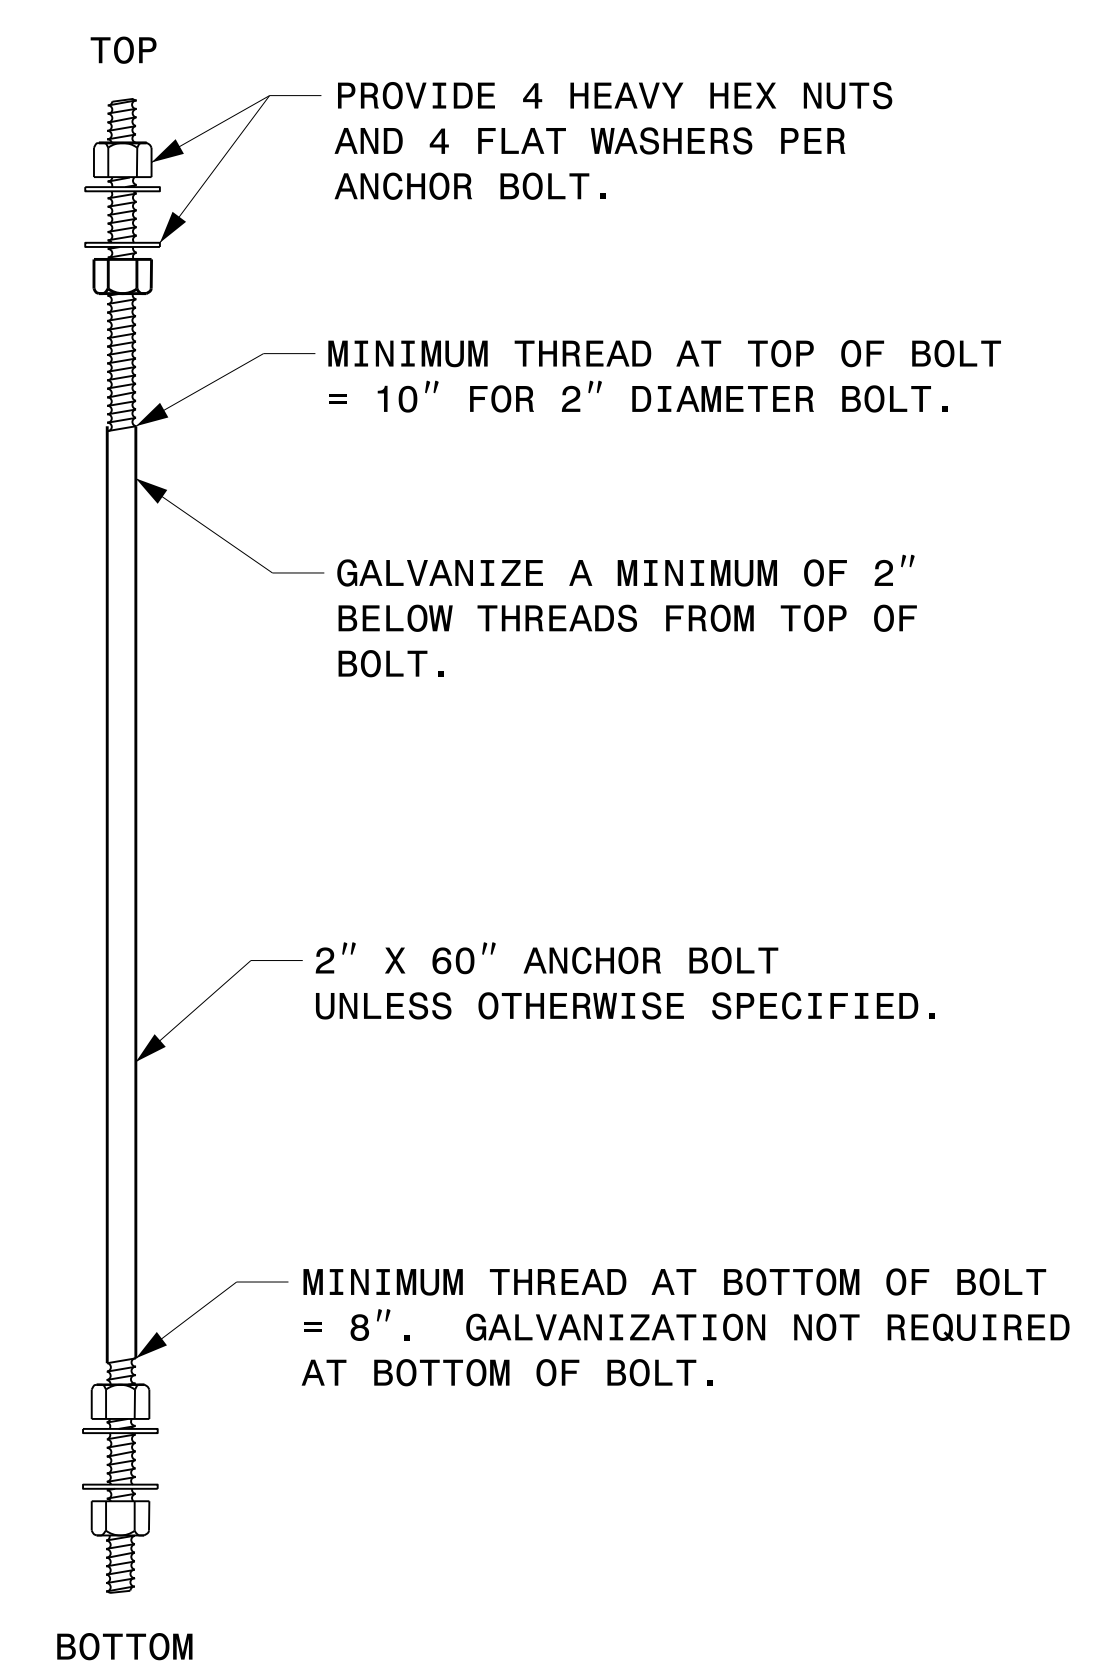 TOP
PROVIDE 4 HEAVY HEX NUTS
AND 4 FLAT WASHERS PER
ANCHOR BOLT.
MINIMUM THREAD AT TOP OF BOLT
= 10" FOR 2" DIAMETER BOLT.
GALVANIZE A MINIMUM OF 2"
BELOW THREADS FROM TOP OF
BOLT.
2" X 60" ANCHOR BOLT
UNLESS OTHERWISE SPECIFIED.
MINIMUM THREAD AT BOTTOM OF BOLT
= 8". GALVANIZATION NOT REQUIRED
AT BOTTOM OF BOLT.
BOTTOM